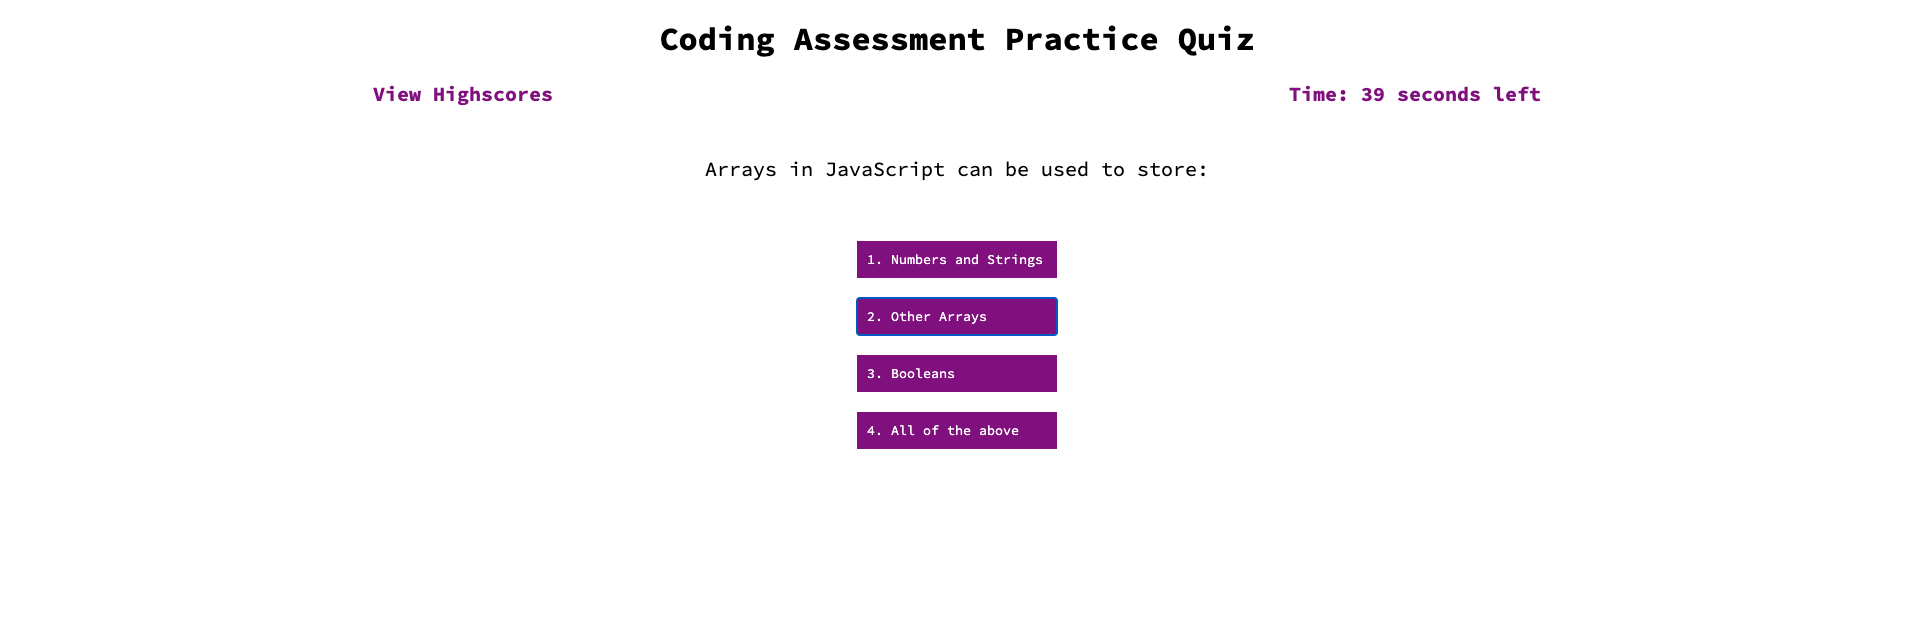 Coding Assessment Practice Quiz
View Highscores
Time: 39 seconds left
Arrays in JavaScript can be used to store:
1. Numbers and Strings
2. Other Arrays
3. Booleans
4. All of the above